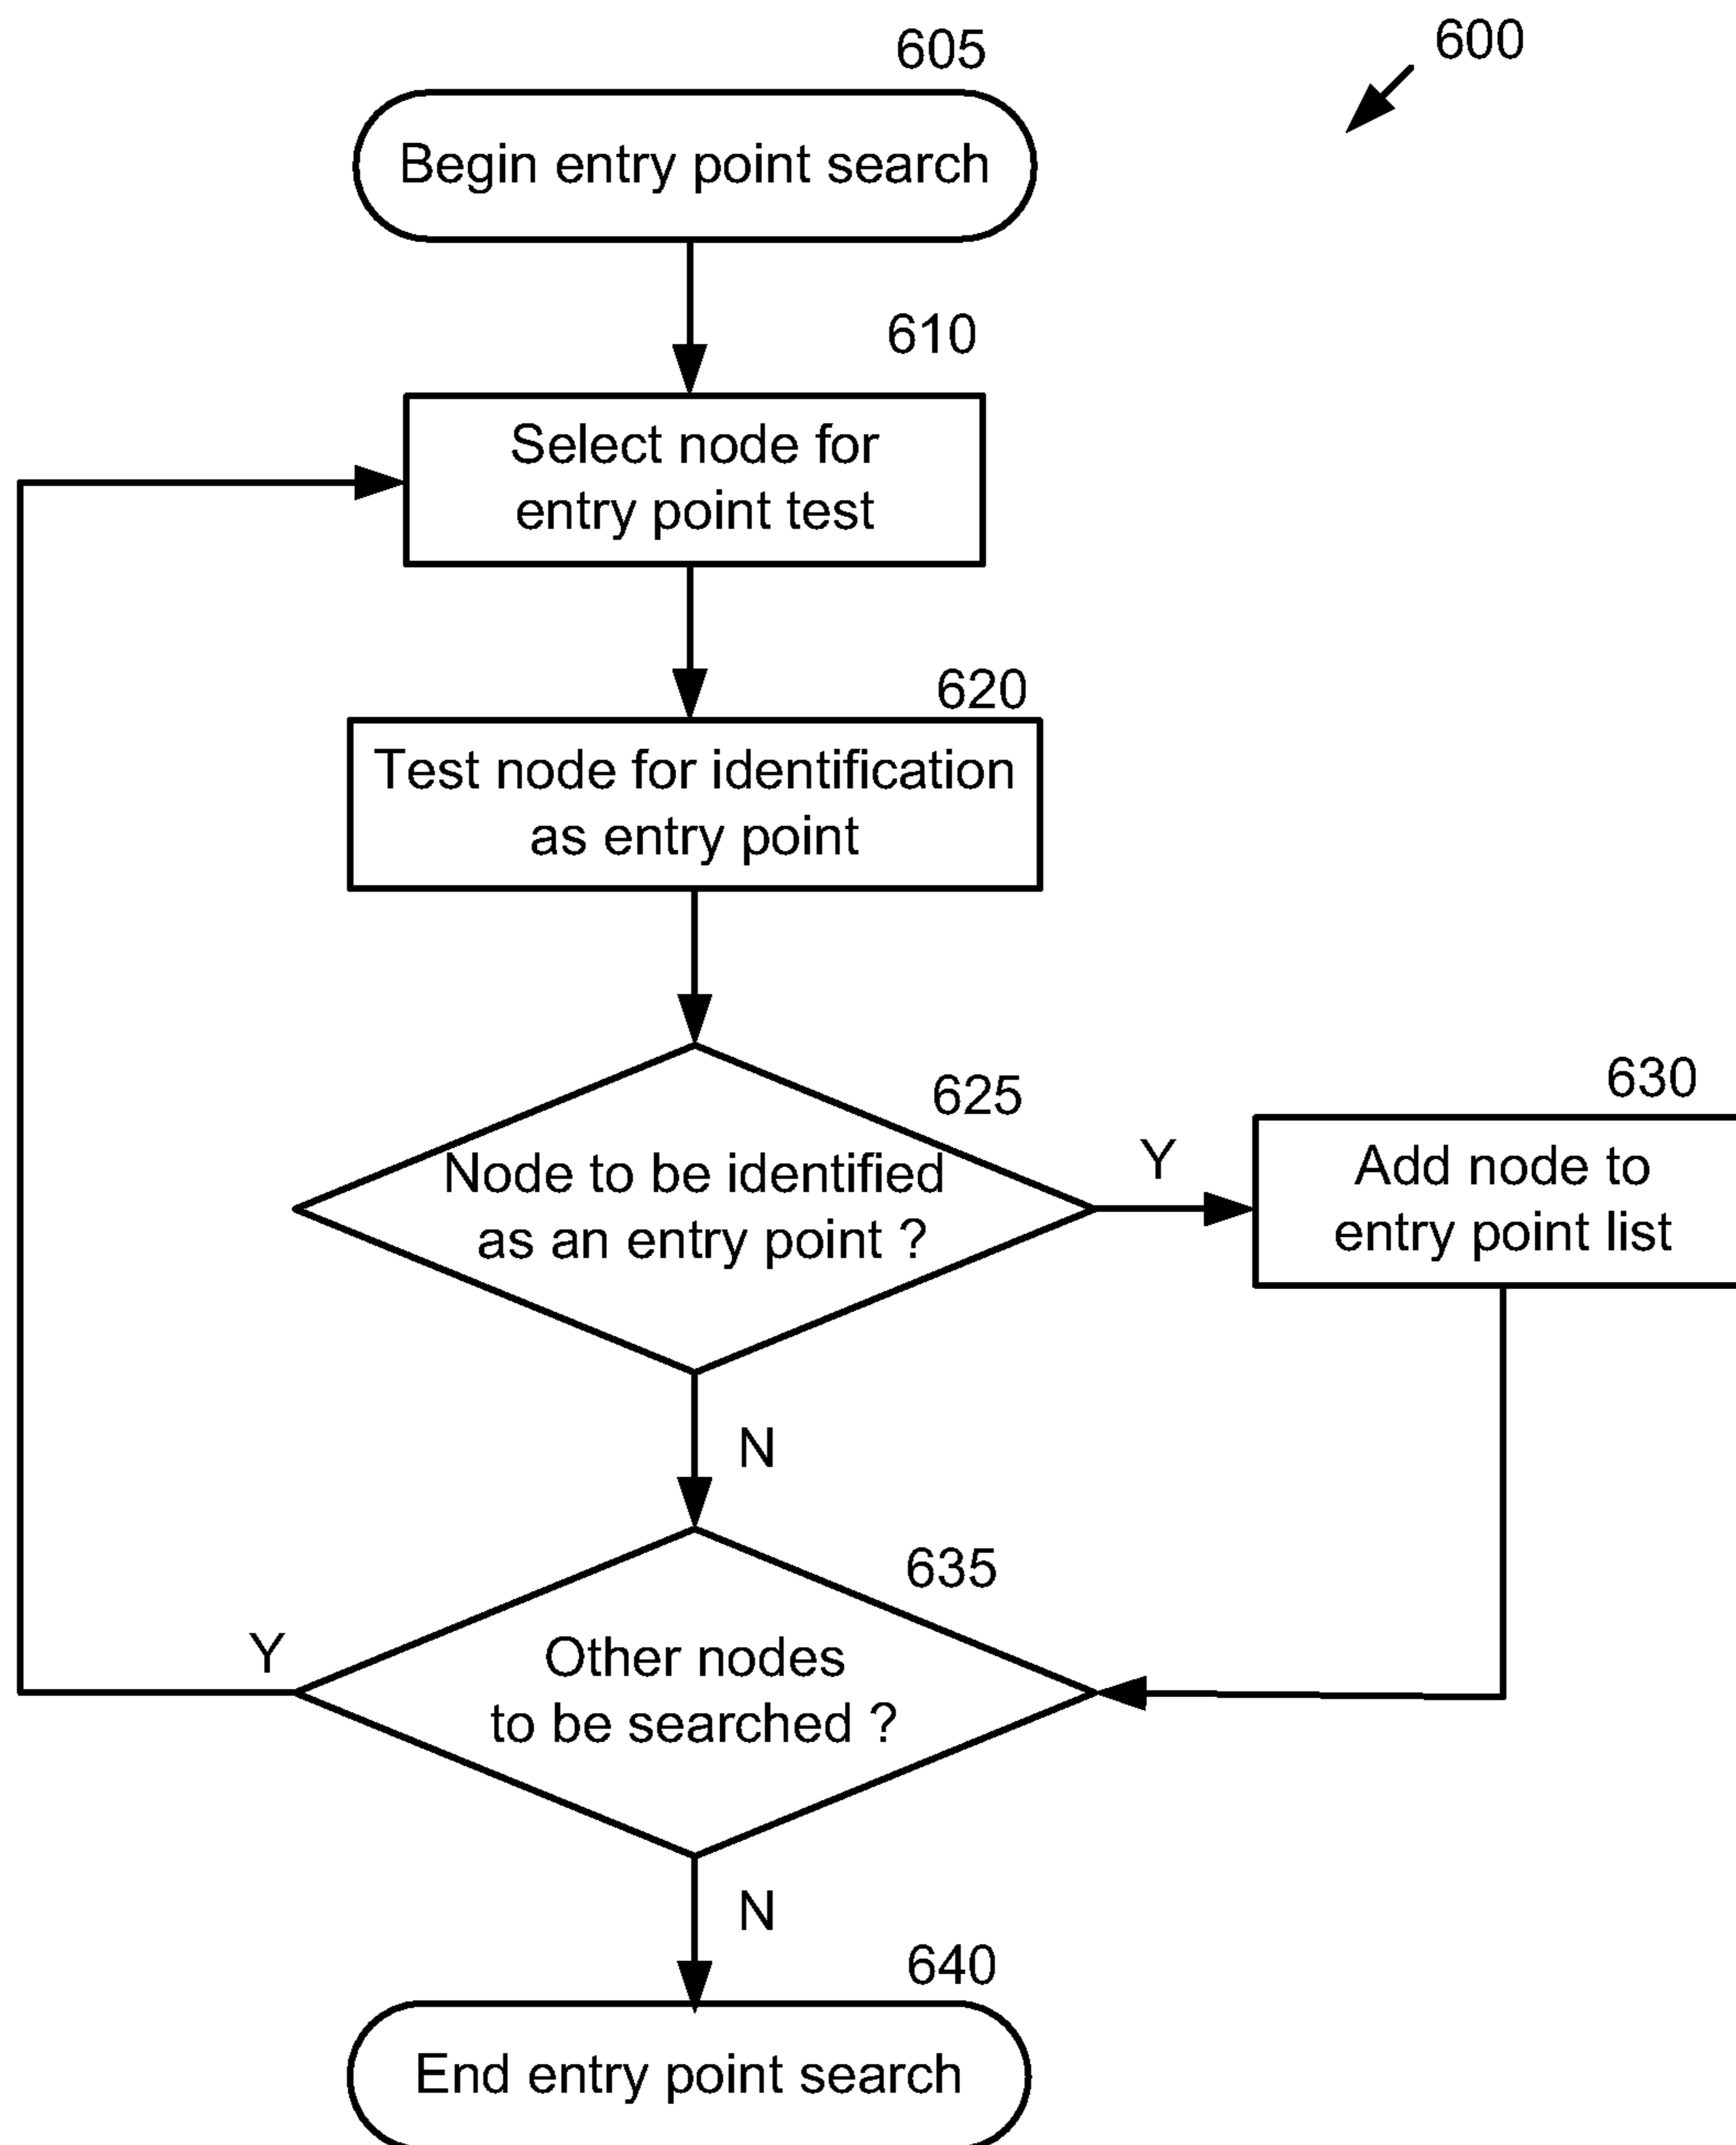 605
600
Begin entry point search
610
Select node for
entry point test
620
Test node for identification
as entry point
625
Node to be identified
as an entry point ?
Y
630
Add node to
entry point list
N
635
Y
Other nodes
to be searched ?
N
640
End entry point search